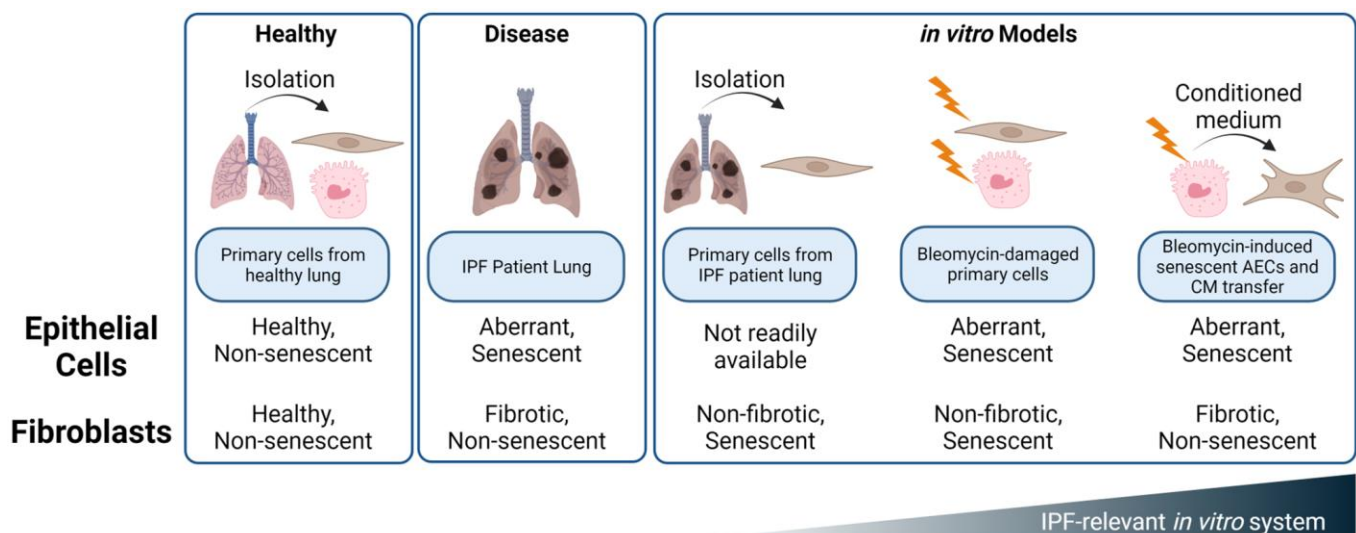 Healthy
Disease
in vitro Models
Isolation
Isolation
Conditioned
medium
Primary cells from
healthy lung
IPF Patient Lung
Primary cells from
IPF patient lung
Bleomycin-damaged
primary cells
Bleomycin-induced
senescent AECs and
CM transfer
Epithelial
Cells
Healthy,
Non-senescent
Aberrant,
Senescent
Not readily
available
Aberrant,
Senescent
Aberrant,
Senescent
Fibroblasts
Healthy,
Non-senescent
Fibrotic,
Non-senescent
Non-fibrotic,
Senescent
Non-fibrotic,
Senescent
Fibrotic,
Non-senescent
IPF-relevant in vitro system